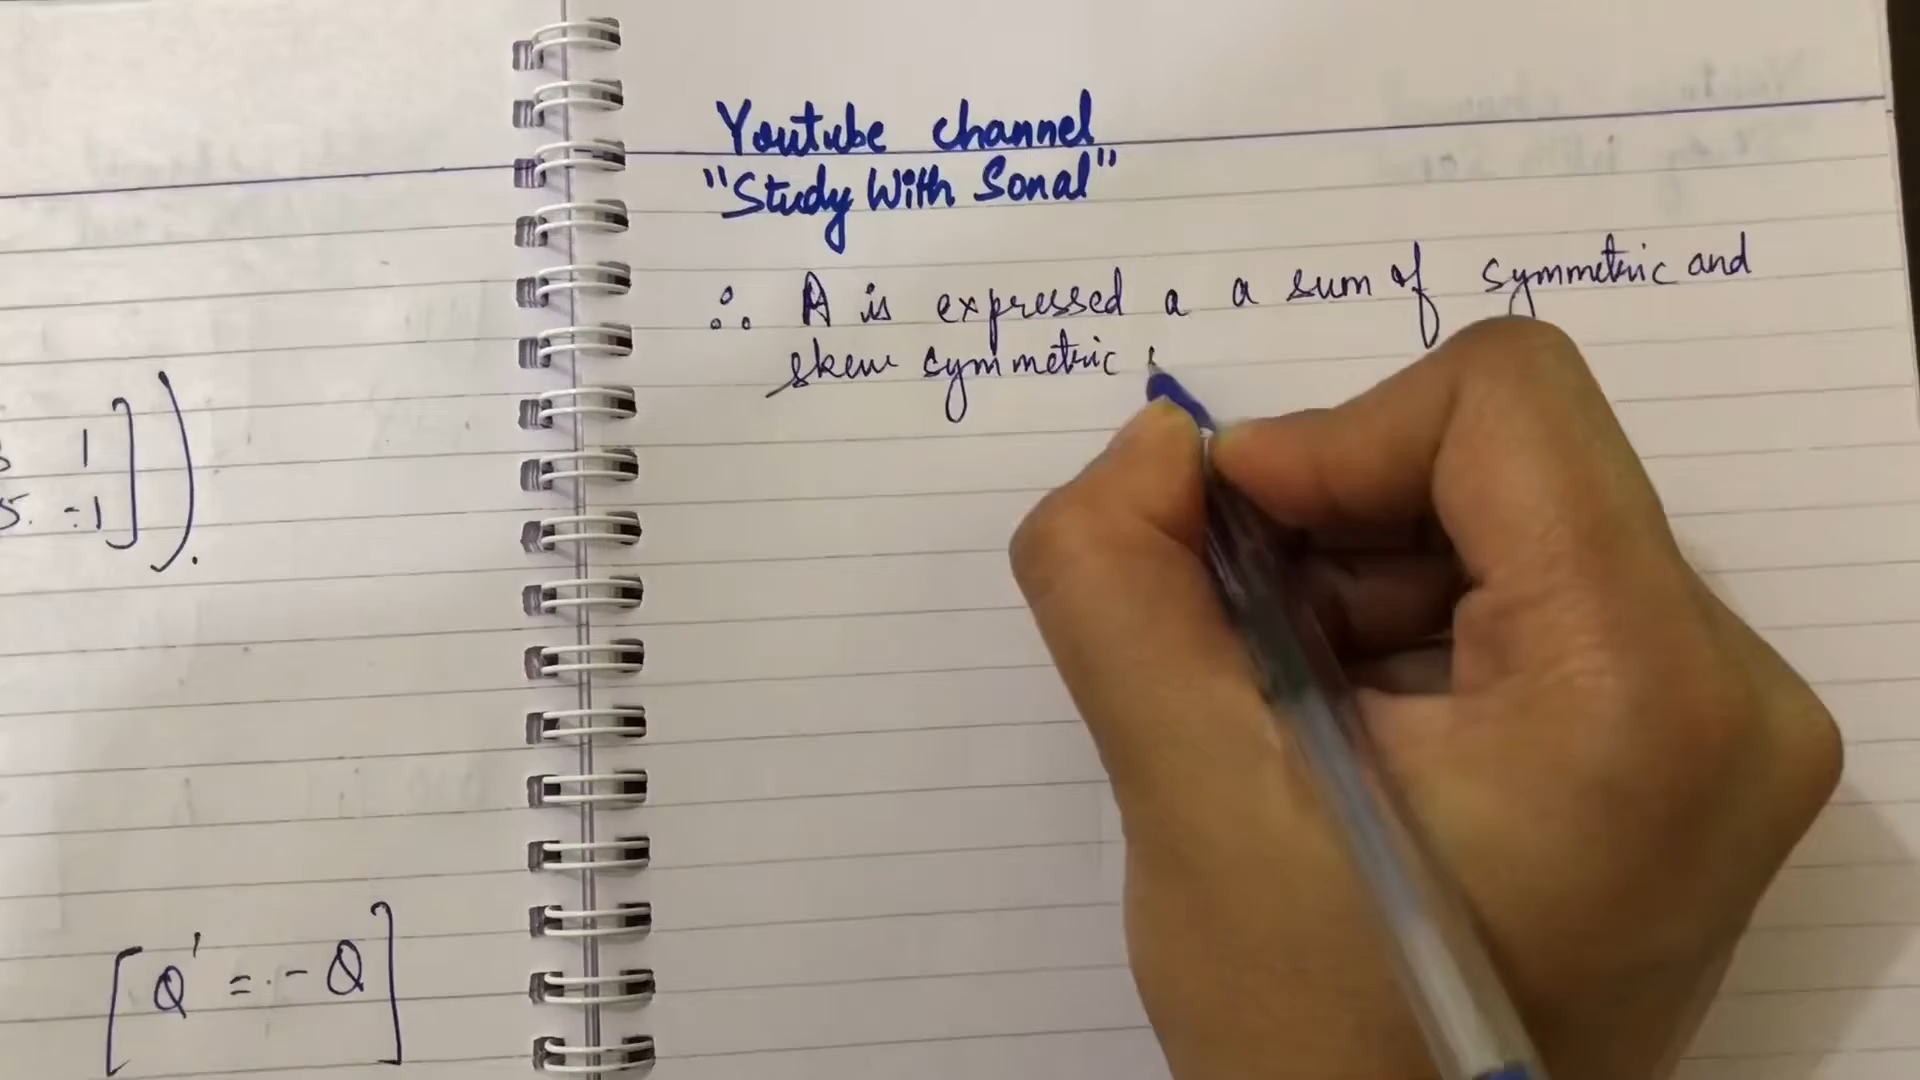 1
5. -1
[Q' = - Q]
Youtube channel
"Study With Sonal"
∴ A is expressed a a sum of symmetric and
skew symmetric